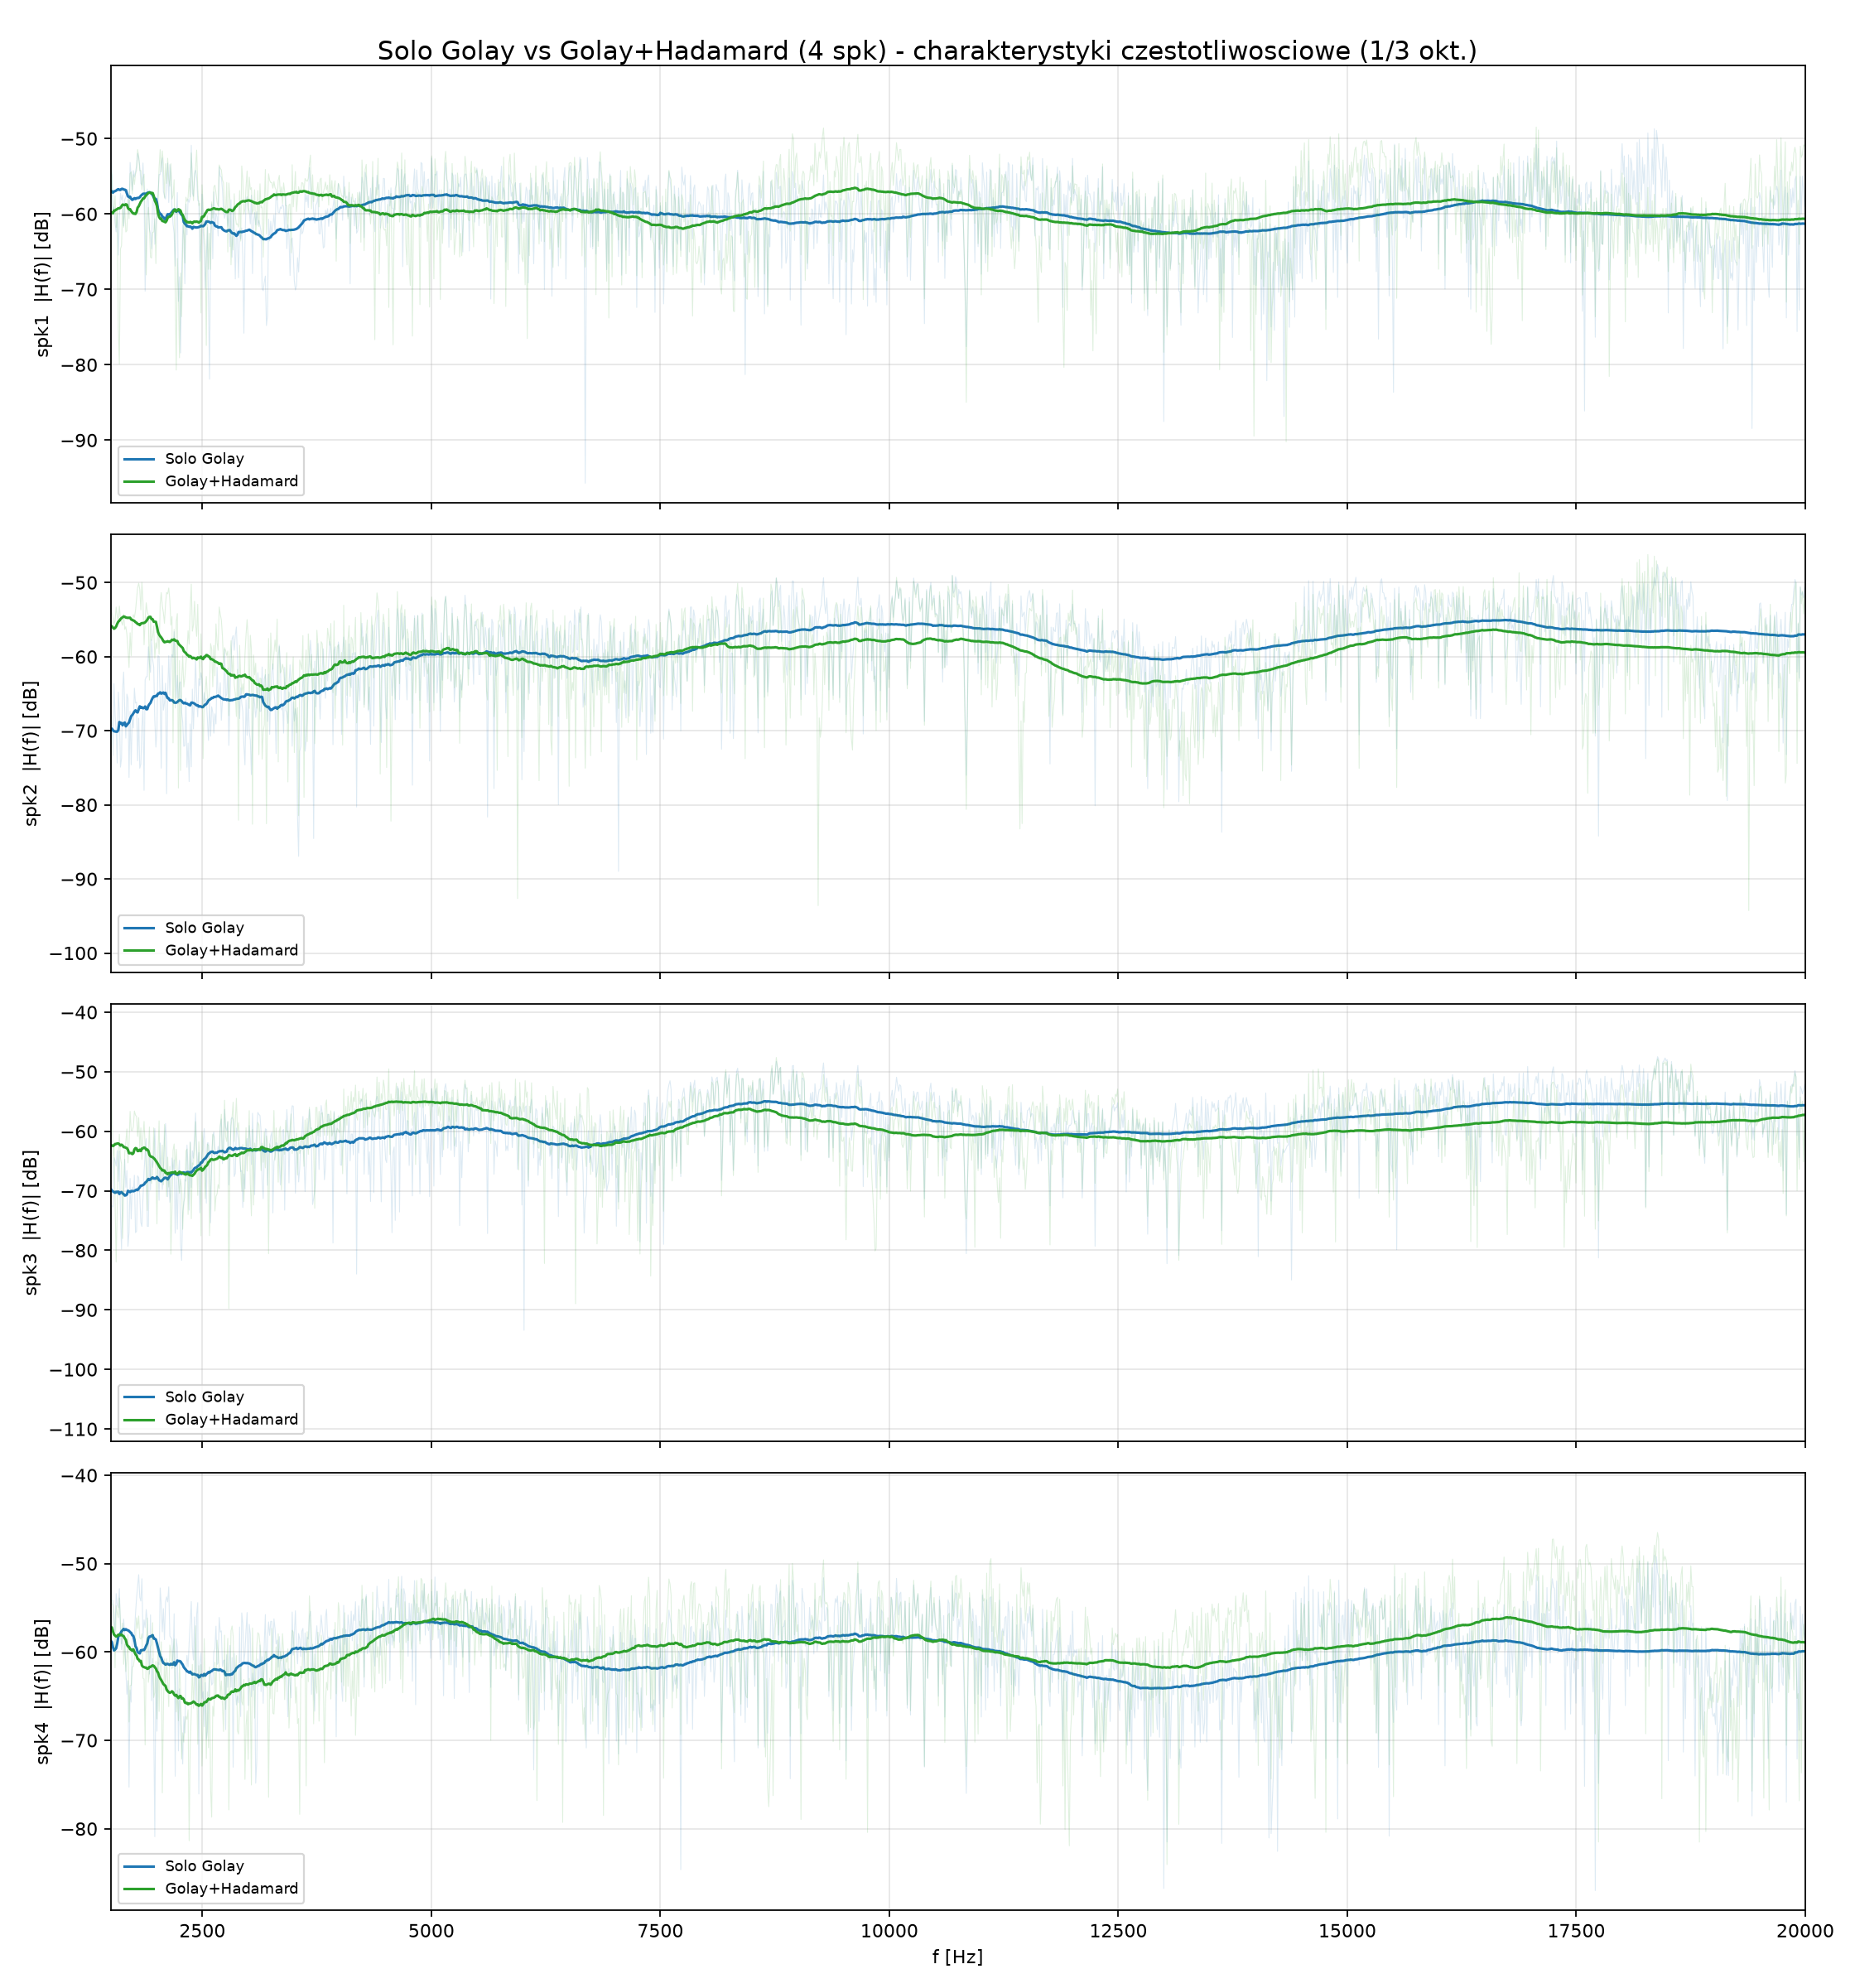 Solo Golay vs Golay+Hadamard (4 spk) - charakterystyki czestotliwosciowe (1/3 okt.)
−50
−60
−70
−80
−90
spk1 |H(f)| [dB]
Solo Golay
Golay+Hadamard
−50
−60
−70
−80
−90
−100
spk2 |H(f)| [dB]
Solo Golay
Golay+Hadamard
−40
−50
−60
−70
−80
−90
−100
−110
spk3 |H(f)| [dB]
Solo Golay
Golay+Hadamard
−40
−50
−60
−70
−80
spk4 |H(f)| [dB]
Solo Golay
Golay+Hadamard
2500 5000 7500 10000 12500 15000 17500 20000
f [Hz]